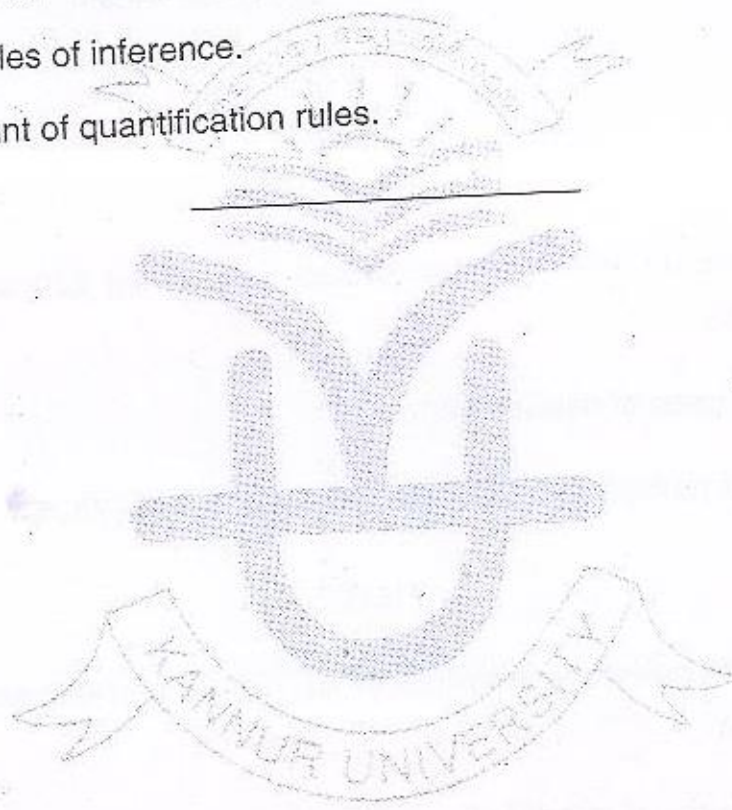 les of inference.
nt of quantification rules.
KANNUR UNIVERSITY